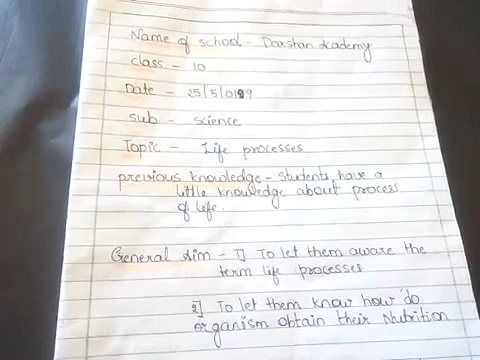 Name of school - Darshan Academy
class - 10
Date - 25/5/019
sub - science
Topic - Life processes
previous knowledge - students have a
little knowledge about process
of life.
General Aim - 1] To let them aware the
term life processes
2] To let them know how do
organism obtain their Nutrition